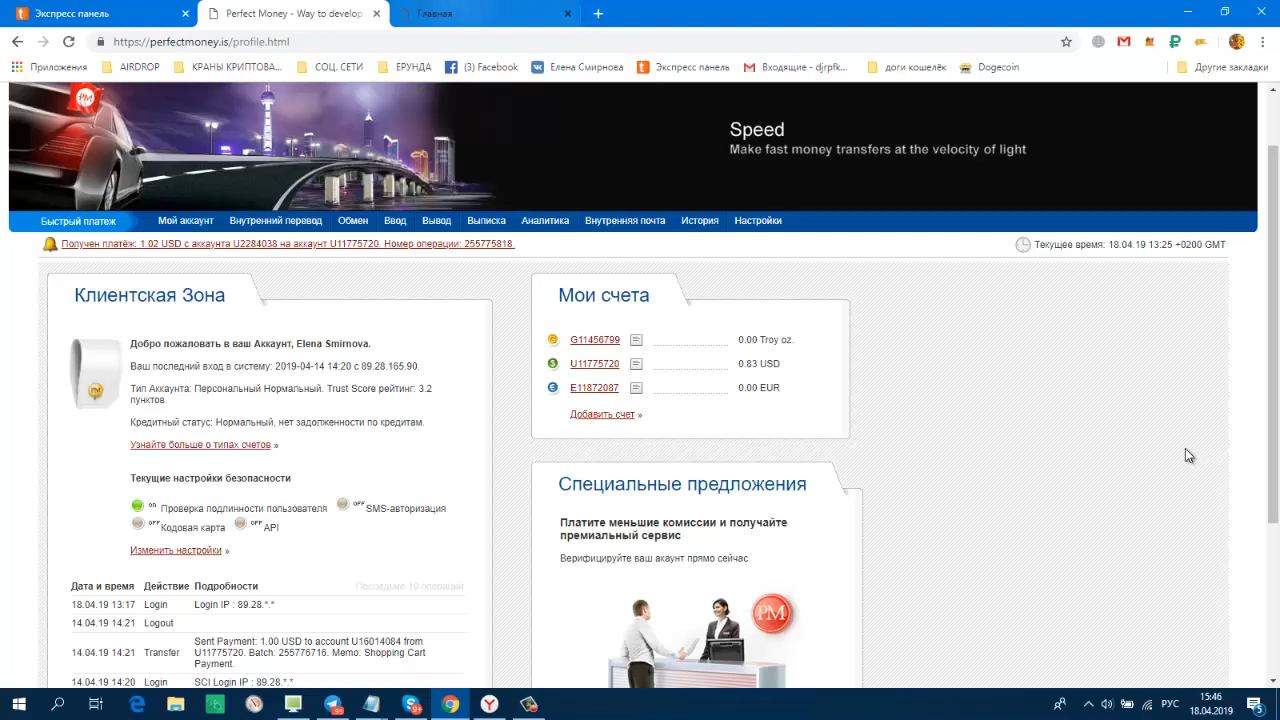 Экспресс панель
Perfect Money - Way to develop
Главная
https://perfectmoney.is/profile.html
Приложения
AIRDROP
КРАНЫ КРИПТОВА...
СОЦ. СЕТИ
ЕРУНДА
(3) Facebook
Елена Смирнова
Экспресс панель
Входящие - djrpfk...
доги кошелёк
Dogecoin
Другие закладки
PM
Speed
Make fast money transfers at the velocity of light
Быстрый платеж
Мой аккаунт
Внутренний перевод
Обмен
Ввод
Вывод
Выписка
Аналитика
Внутренняя почта
История
Настройки
Получен платёж: 1.02 USD с аккаунта U2284038 на аккаунт U11775720. Номер операции: 255775818.
Текущее время: 18.04.19 13:25 +0200 GMT
Клиентская Зона
Добро пожаловать в ваш Аккаунт, Elena Smirnova.
Ваш последний вход в систему: 2019-04-14 14:20 с 89.28.165.90.
Тип Аккаунта: Персональный Нормальный. Trust Score рейтинг: 3.2
пунктов.
Кредитный статус: Нормальный, нет задолженности по кредитам.
Узнайте больше о типах счетов »
Текущие настройки безопасности
ON Проверка подлинности пользователя
OFF SMS-авторизация
OFF Кодовая карта
OFF API
Изменить настройки »
Дата и время Действие Подробности Последние 10 операций
18.04.19 13:17 Login Login IP : 89.28.*.*
14.04.19 14:21 Logout
14.04.19 14:21 Transfer Sent Payment: 1.00 USD to account U16014084 from
U11775720. Batch: 255776716. Memo: Shopping Cart
Payment.
14.04.19 14:20 Login SCI Login IP : 89.28.*.*
Мои счета
G11456799 0.00 Troy oz.
U11775720 0.83 USD
E11872087 0.00 EUR
Добавить счет »
Специальные предложения
Платите меньшие комиссии и получайте
премиальный сервис
Верифицируйте ваш акаунт прямо сейчас
PM
РУС
15:46
18.04.2019